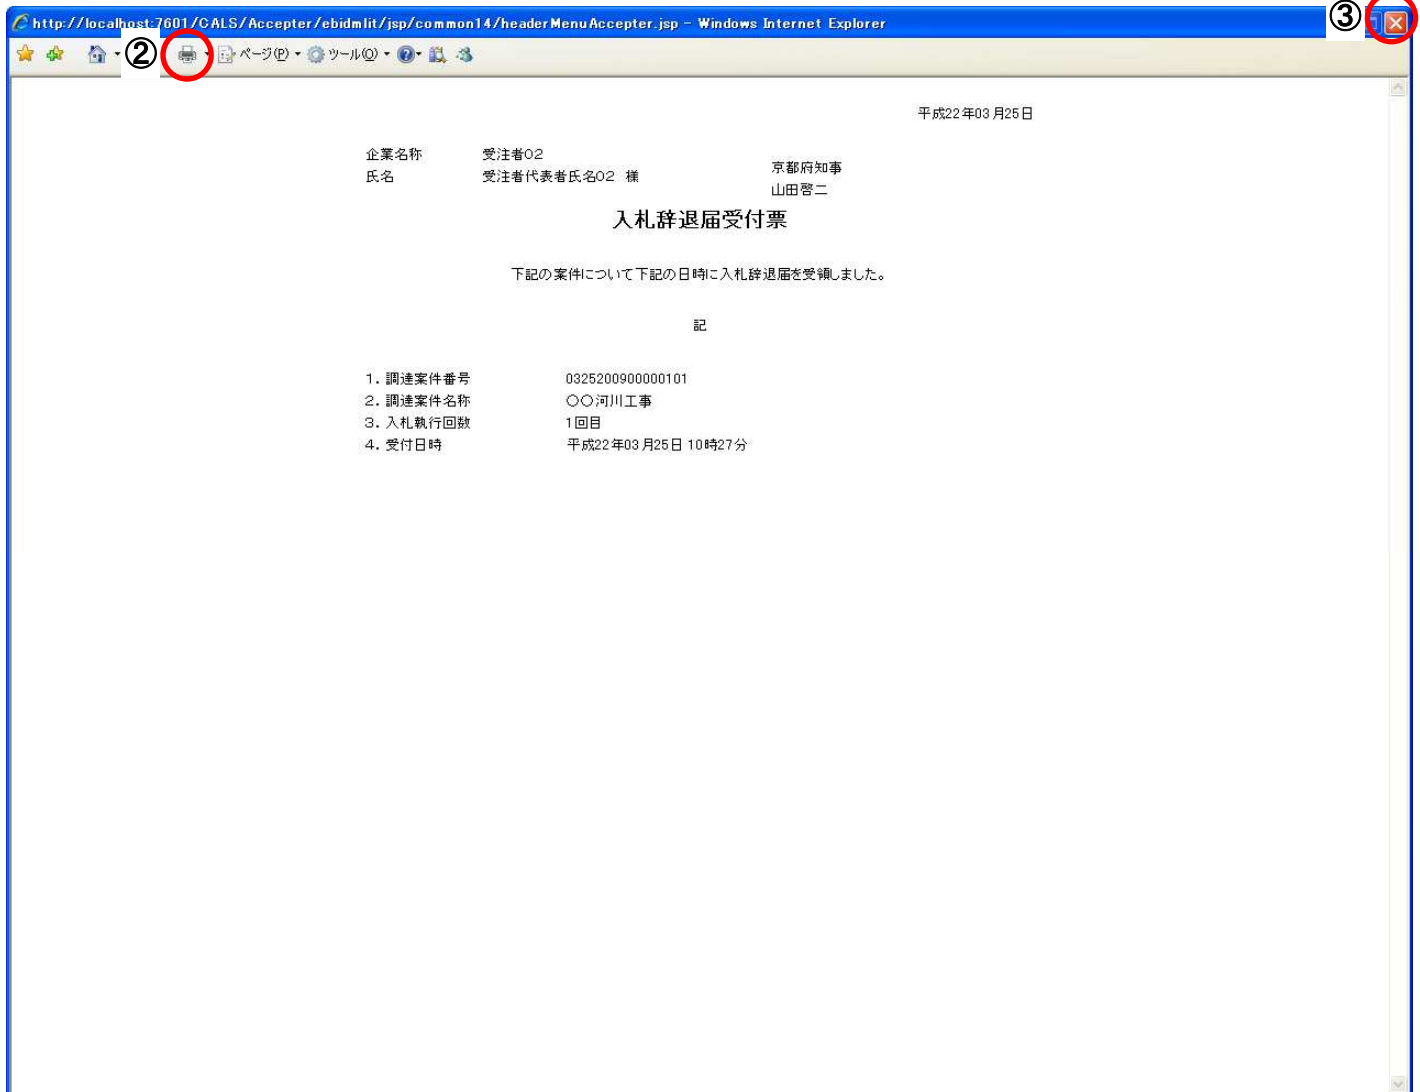 http://localhost:7601/CALS/Accepter/ebidmlit/jsp/common14/headerMenuAccepter.jsp - Windows Internet Explorer
③
②
ページ(P)
ツール(O)
平成22年03月25日
企業名称 受注者02
氏名 受注者代表者氏名02 様
京都府知事
山田啓二
入札辞退届受付票
下記の案件について下記の日時に入札辞退届を受領しました。
記
1．調達案件番号 0325200900000101
2．調達案件名称 〇〇河川工事
3．入札執行回数 1回目
4．受付日時 平成22年03月25日 10時27分